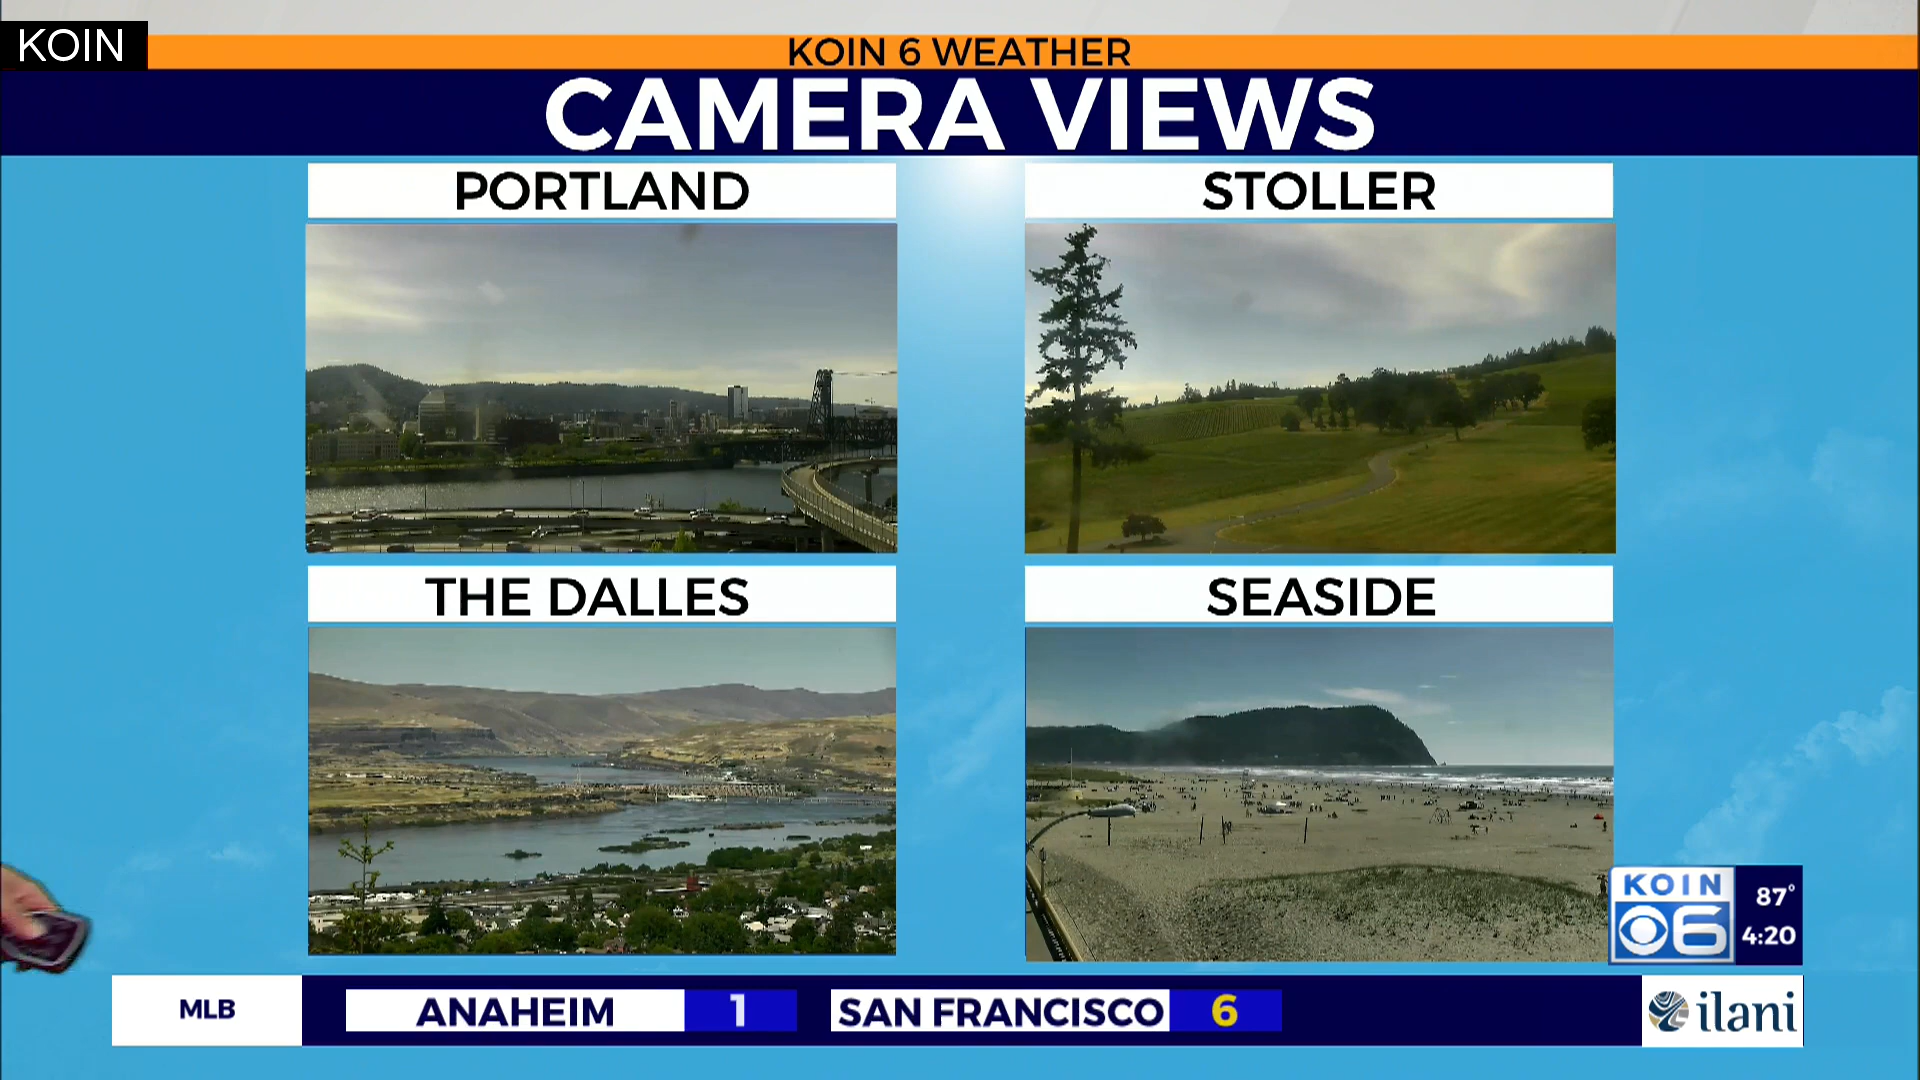 KOIN
KOIN 6 WEATHER
CAMERA VIEWS
PORTLAND
STOLLER
THE DALLES
SEASIDE
KOIN
6
87°
4:20
MLB
ANAHEIM 1 SAN FRANCISCO 6
ilani